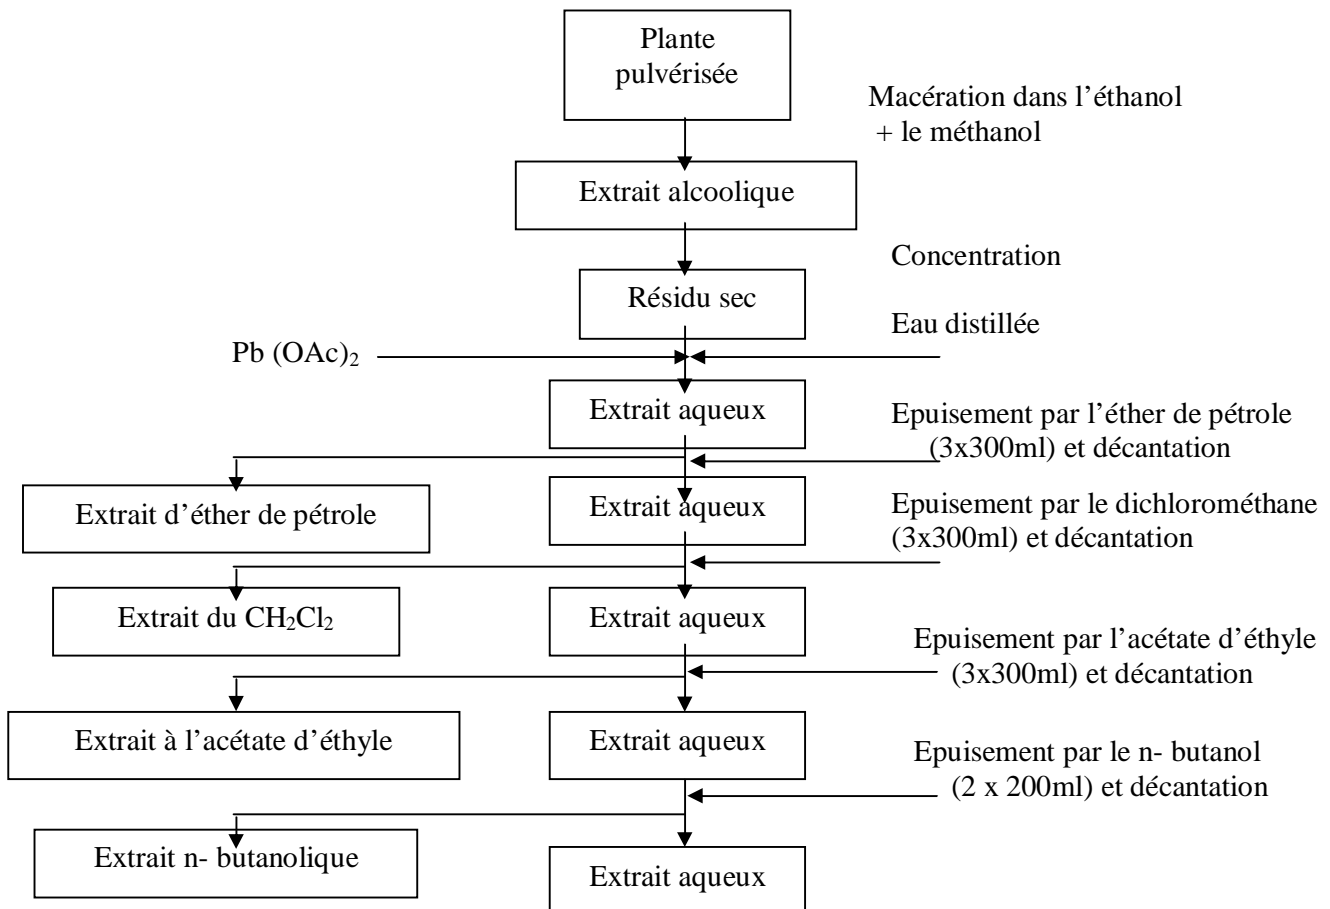 Plante
pulvérisée
Macération dans l’éthanol
+ le méthanol
Extrait alcoolique
Concentration
Résidu sec
Eau distillée
Pb (OAc)₂
Extrait aqueux
Epuisement par l’éther de pétrole
(3x300ml) et décantation
Extrait d’éther de pétrole
Extrait aqueux
Epuisement par le dichlorométhane
(3x300ml) et décantation
Extrait du CH₂Cl₂
Extrait aqueux
Epuisement par l’acétate d’éthyle
(3x300ml) et décantation
Extrait à l’acétate d’éthyle
Extrait aqueux
Epuisement par le n- butanol
(2 x 200ml) et décantation
Extrait n- butanolique
Extrait aqueux